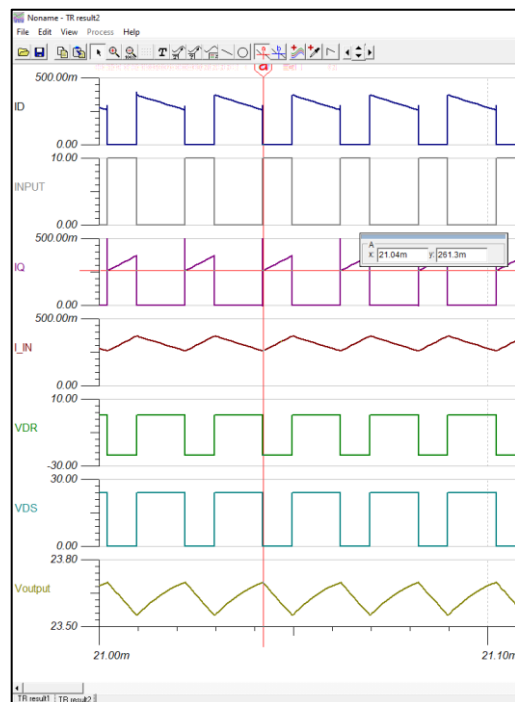 Noname - TR result2
File Edit View Process Help
T
a
500.00m
ID
0.00
10.00
INPUT
0.00
500.00m
IQ
0.00
A
x: 21.04m y: 261.3m
500.00m
I_IN
0.00
10.00
VDR
-30.00
30.00
VDS
0.00
23.80
Voutput
23.50
21.00m
21.10m
TR result1 TR result2